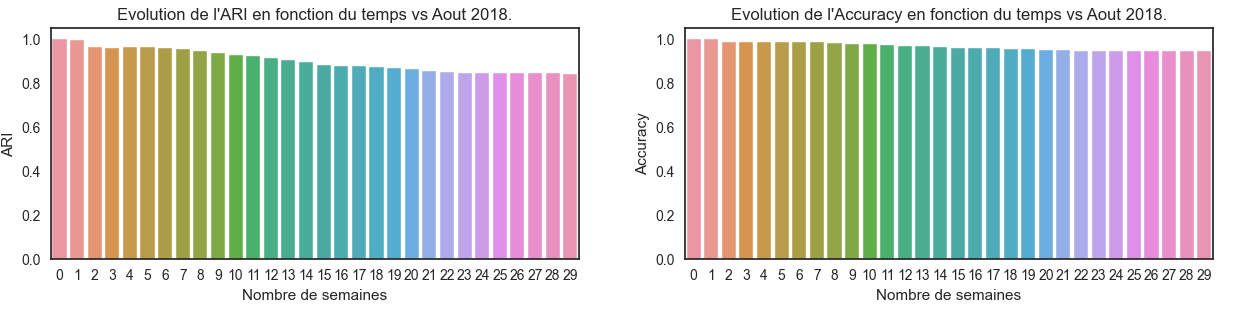 Evolution de l'ARI en fonction du temps vs Aout 2018.
1.0
0.8
0.6
0.4
0.2
0.0
ARI
0 1 2 3 4 5 6 7 8 9 10 11 12 13 14 15 16 17 18 19 20 21 22 23 24 25 26 27 28 29
Nombre de semaines
Evolution de l'Accuracy en fonction du temps vs Aout 2018.
1.0
0.8
0.6
0.4
0.2
0.0
Accuracy
0 1 2 3 4 5 6 7 8 9 10 11 12 13 14 15 16 17 18 19 20 21 22 23 24 25 26 27 28 29
Nombre de semaines